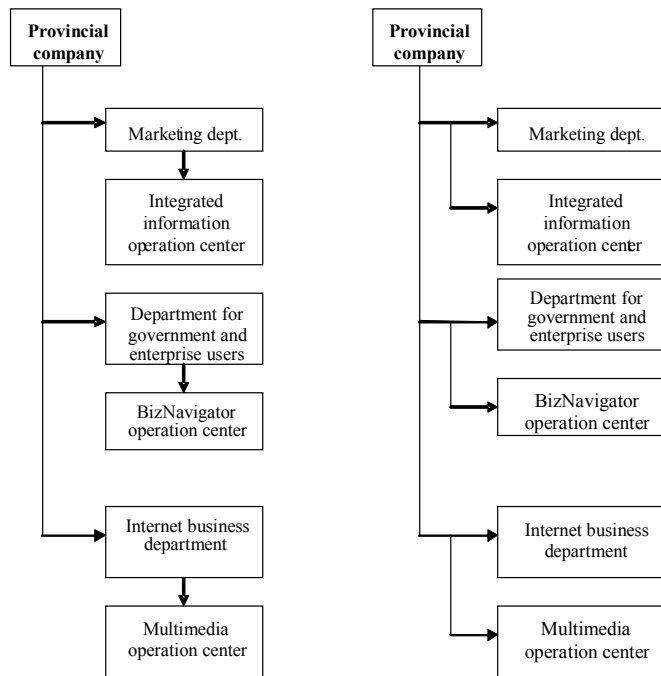 Provincial
company
Marketing dept.
Integrated
information
operation center
Department for
government and
enterprise users
BizNavigator
operation center
Internet business
department
Multimedia
operation center
Provincial
company
Marketing dept.
Integrated
information
operation center
Department for
government and
enterprise users
BizNavigator
operation center
Internet business
department
Multimedia
operation center